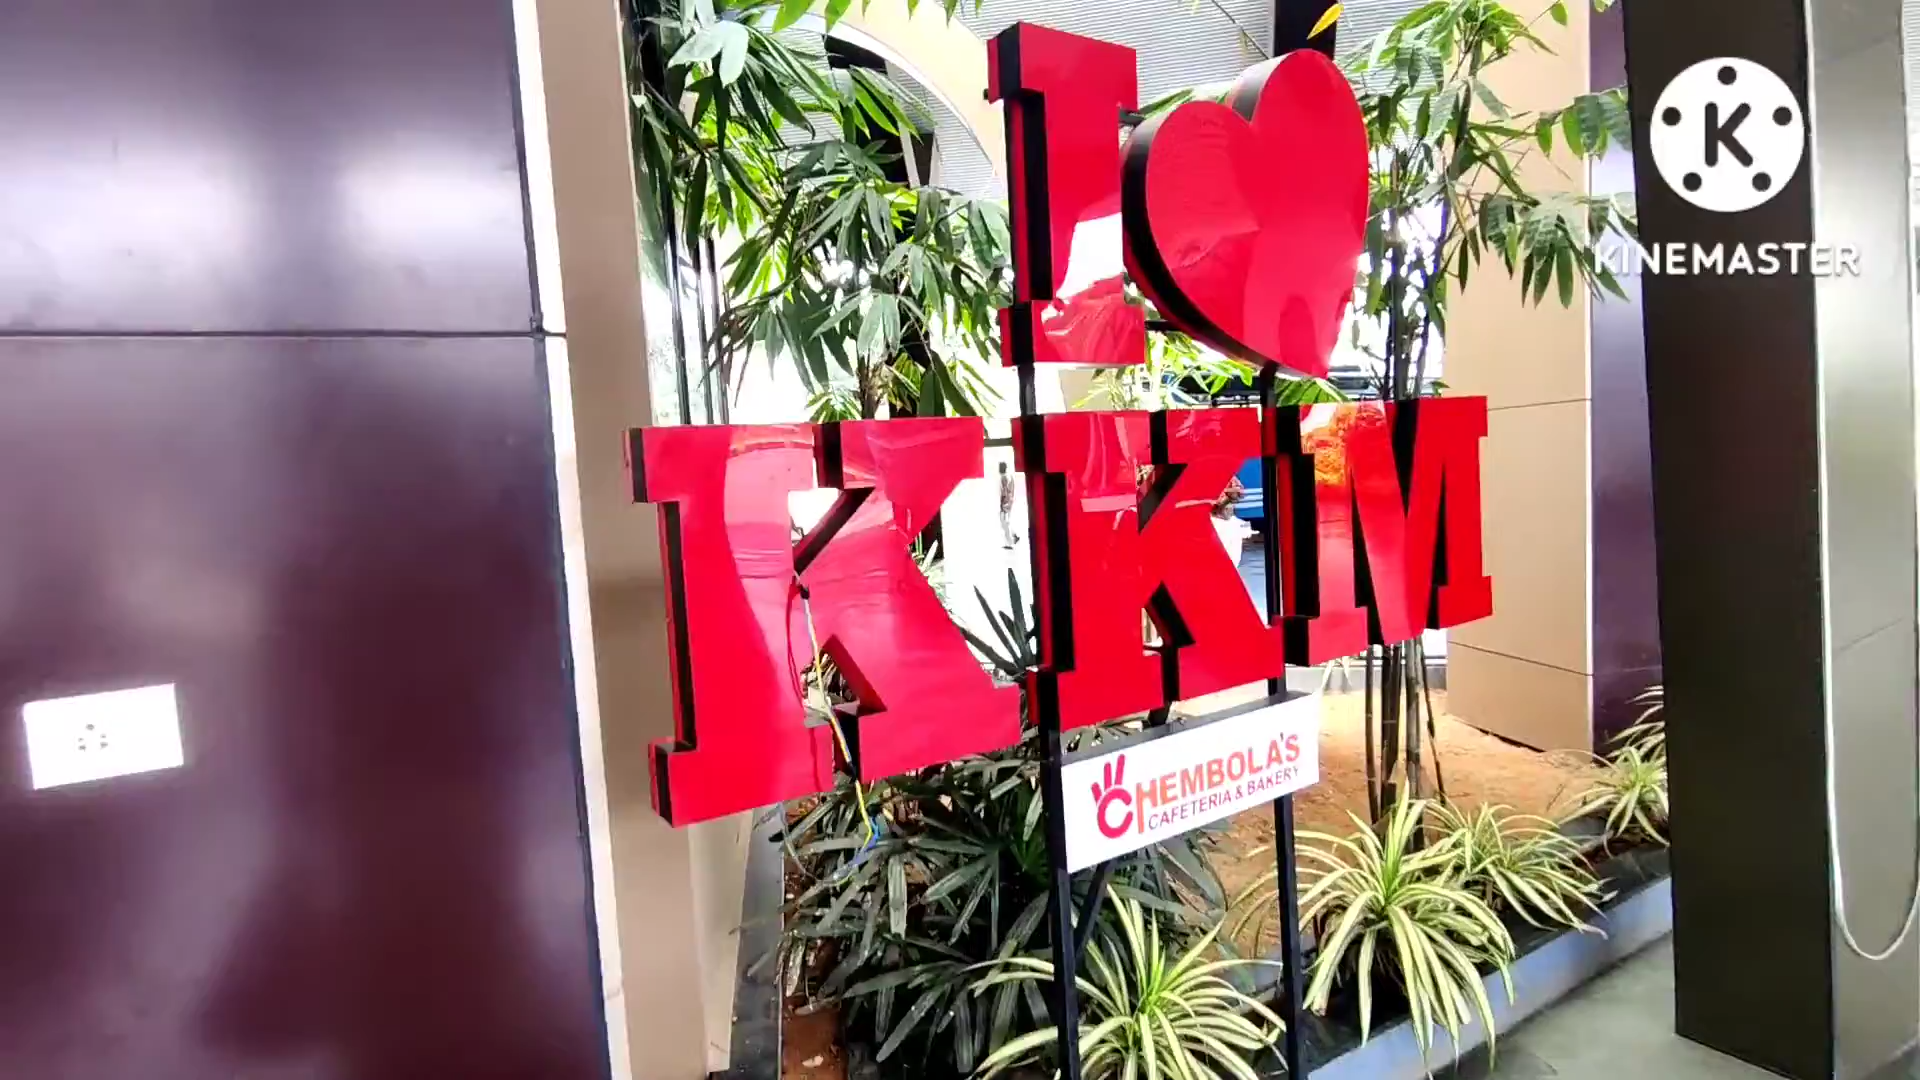 I
KKM
CHEMBOLA'S
CAFETERIA & BAKERY
K
KINEMASTER